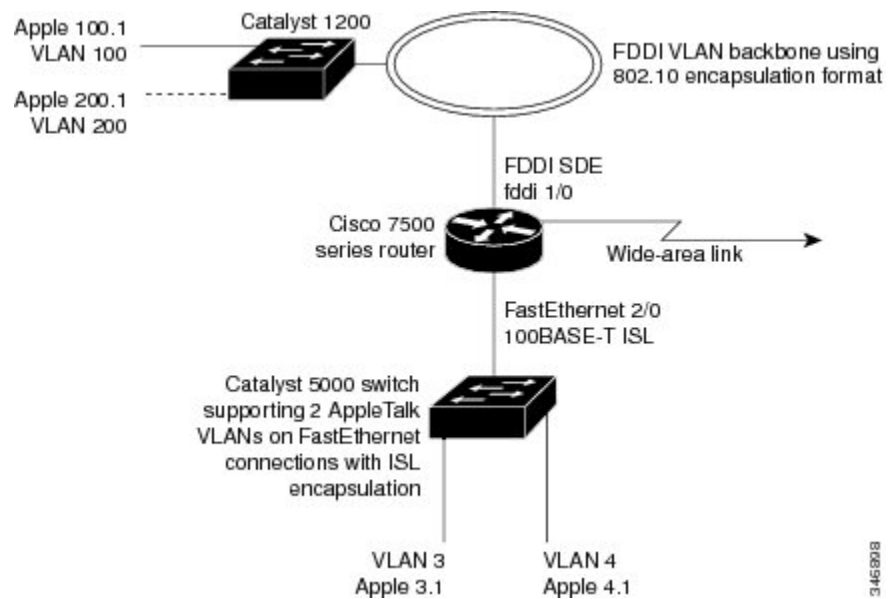 Apple 100.1
VLAN 100
Catalyst 1200
Apple 200.1
VLAN 200
FDDI VLAN backbone using
802.10 encapsulation format
FDDI SDE
fddi 1/0
Cisco 7500
series router
Wide-area link
FastEthernet 2/0
100BASE-T ISL
Catalyst 5000 switch
supporting 2 AppleTalk
VLANs on FastEthernet
connections with ISL
encapsulation
VLAN 3
Apple 3.1
VLAN 4
Apple 4.1
346898